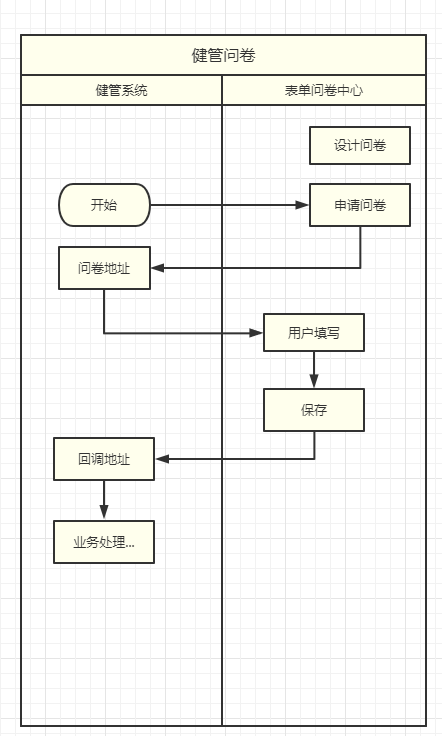 健管问卷
健管系统
表单问卷中心
设计问卷
开始
申请问卷
问卷地址
用户填写
保存
回调地址
业务处理...